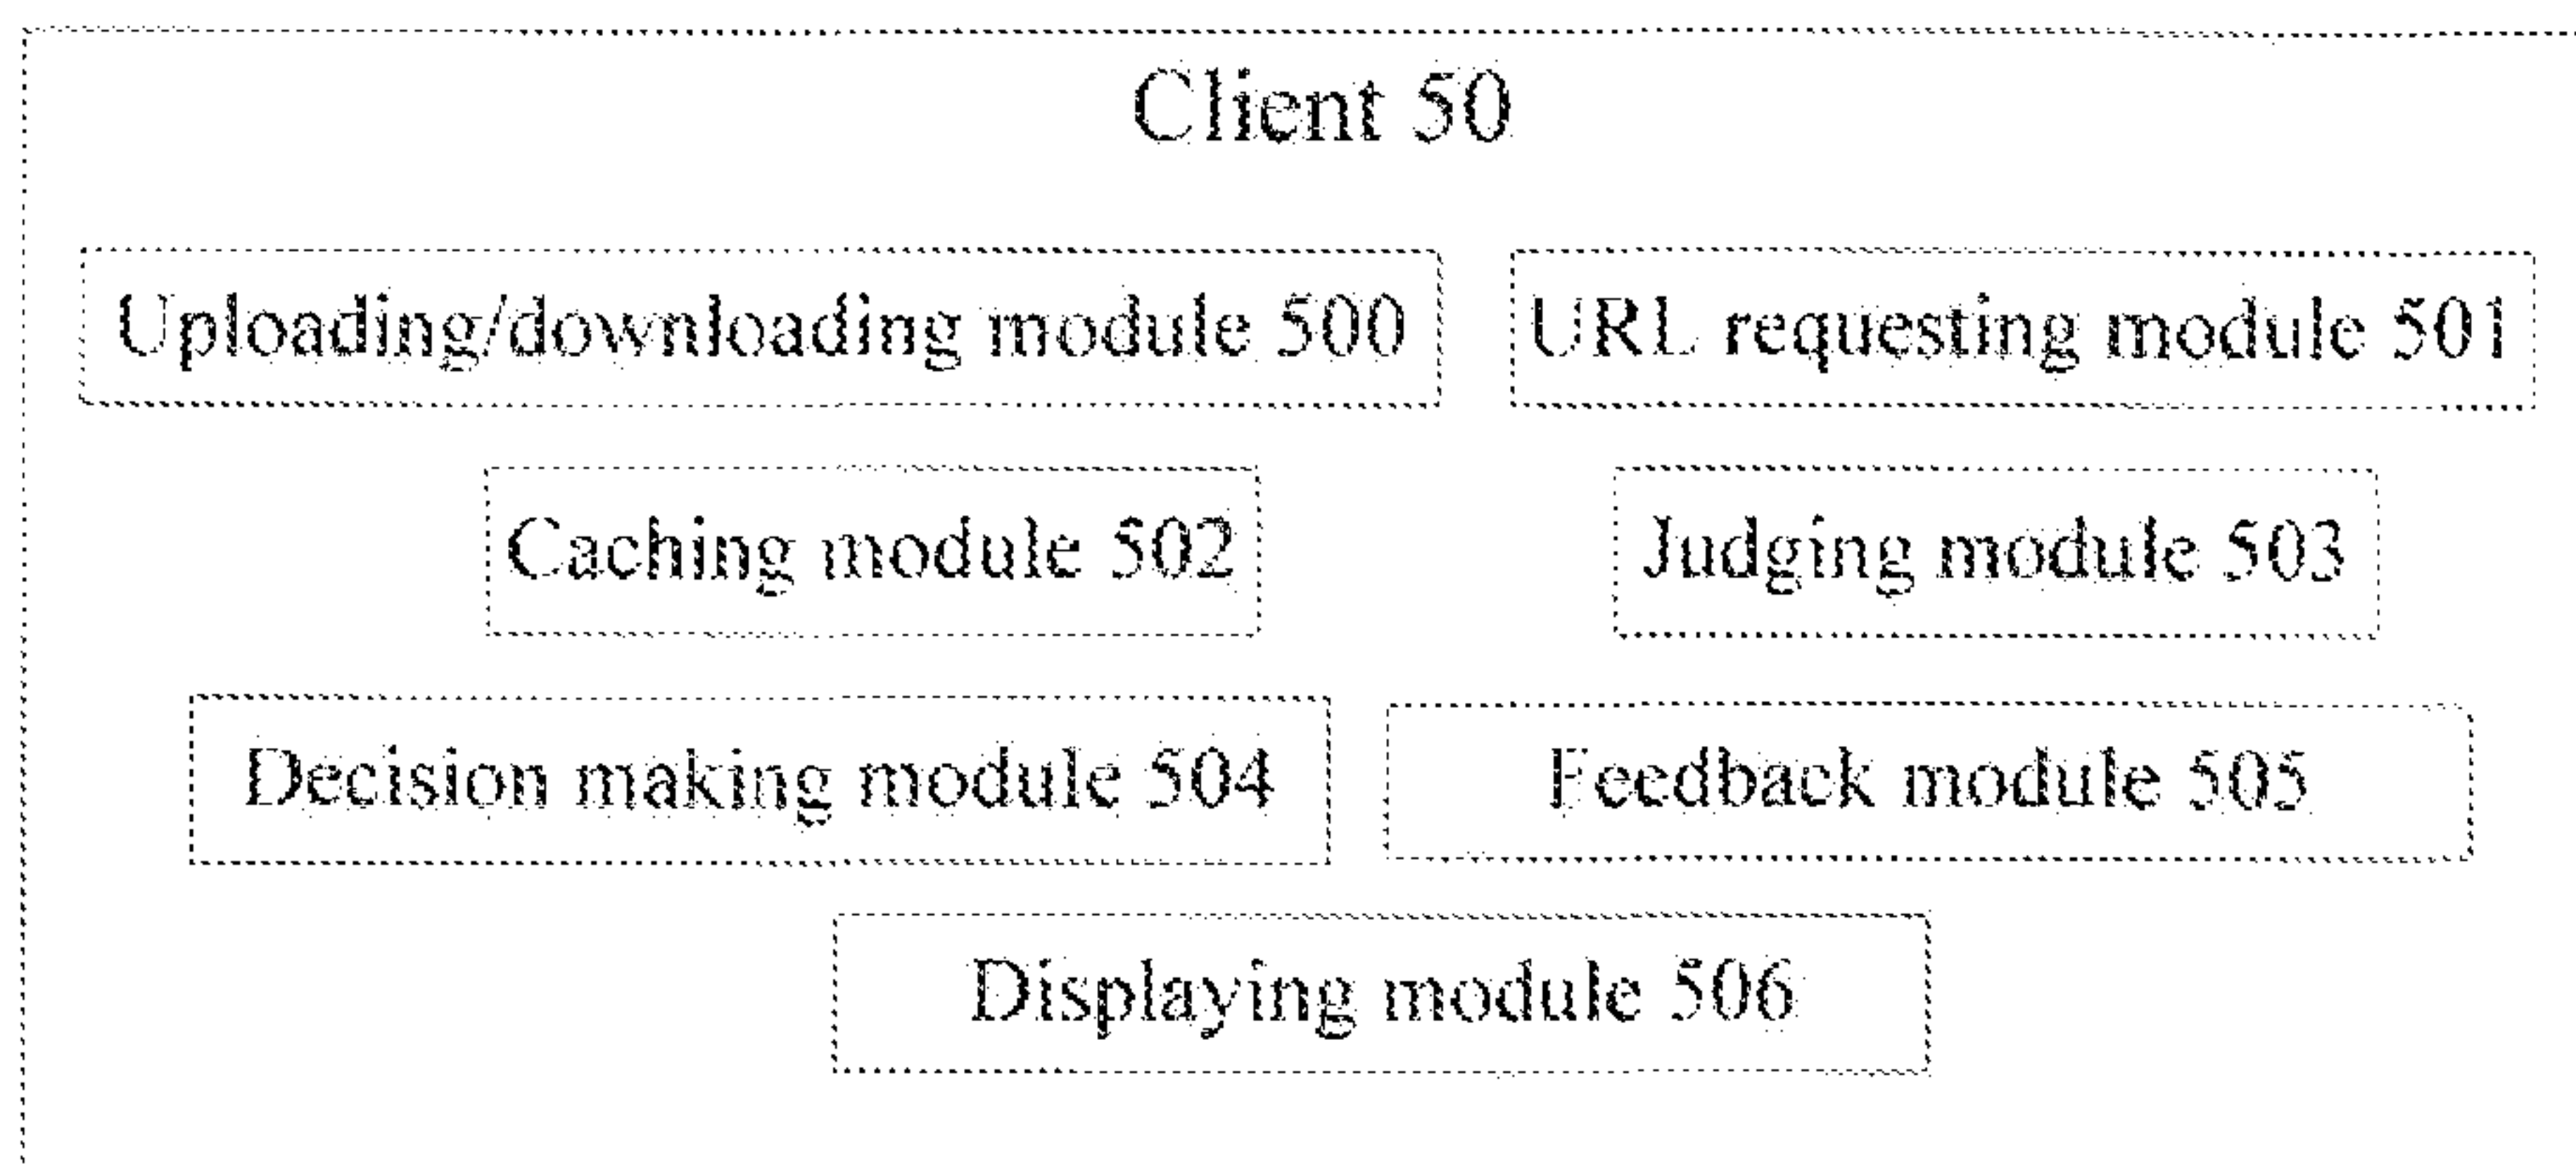 Client 50
Uploading/downloading module 500 URL requesting module 501
Caching module 502 Judging module 503
Decision making module 504 Feedback module 505
Displaying module 506